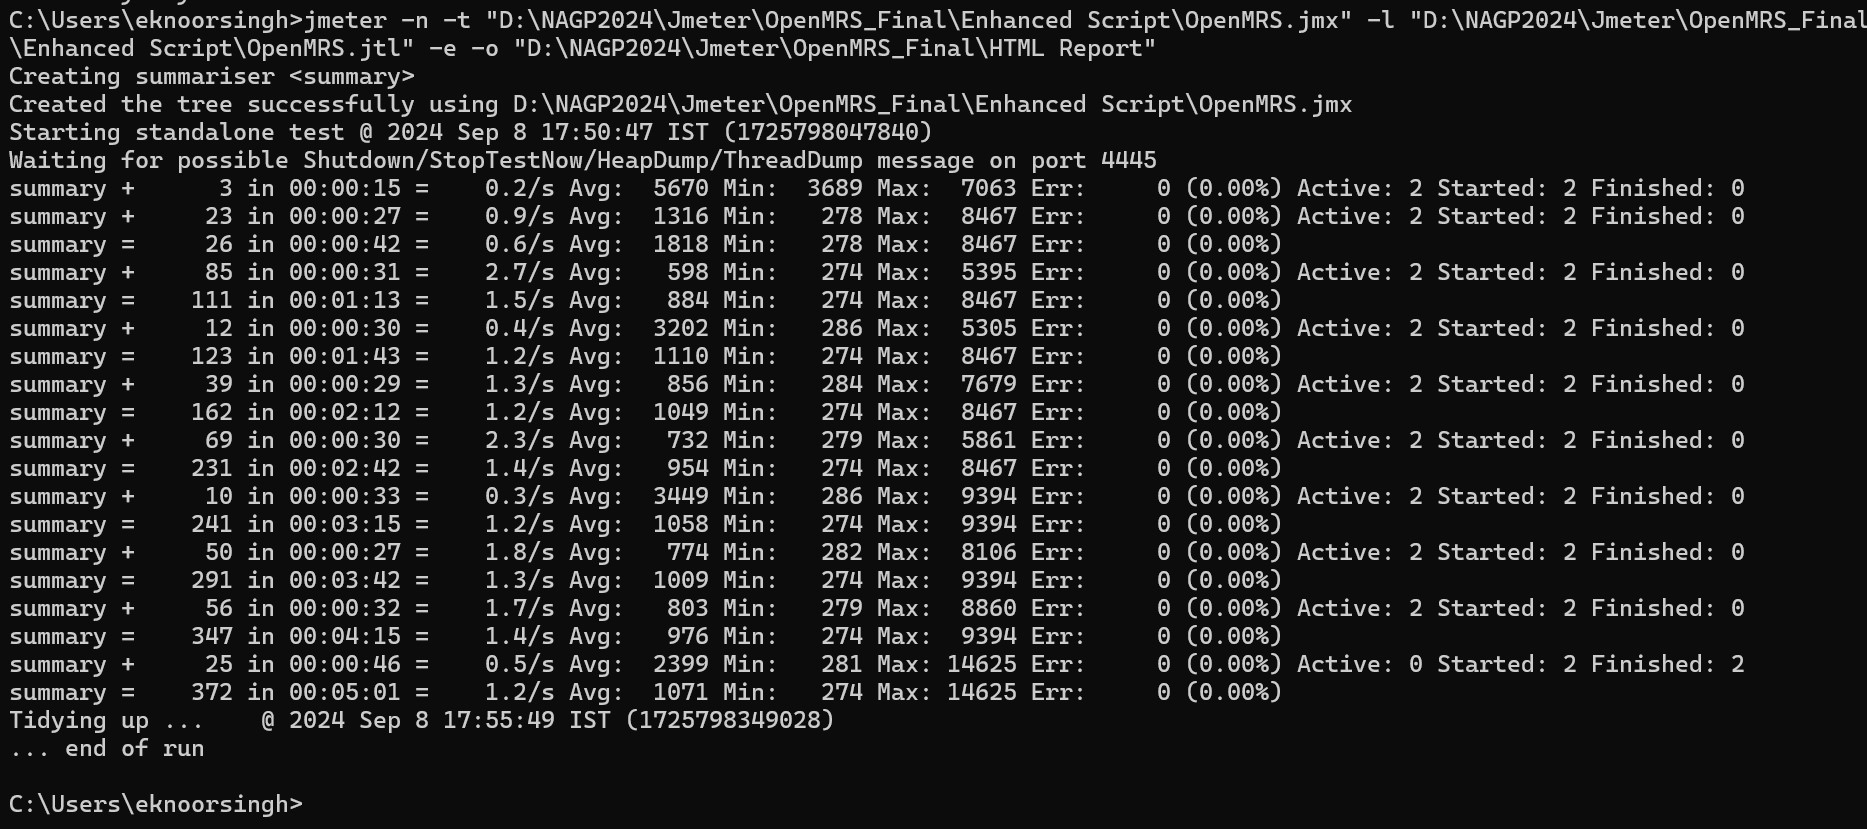 C:\Users\eknoorsingh>jmeter -n -t "D:\NAGP2024\Jmeter\OpenMRS_Final\Enhanced Script\OpenMRS.jmx" -l "D:\NAGP2024\Jmeter\OpenMRS_Final
\Enhanced Script\OpenMRS.jtl" -e -o "D:\NAGP2024\Jmeter\OpenMRS_Final\HTML Report"
Creating summariser <summary>
Created the tree successfully using D:\NAGP2024\Jmeter\OpenMRS_Final\Enhanced Script\OpenMRS.jmx
Starting standalone test @ 2024 Sep 8 17:50:47 IST (1725798047840)
Waiting for possible Shutdown/StopTestNow/HeapDump/ThreadDump message on port 4445
summary +      3 in 00:00:15 =    0.2/s Avg:  5670 Min:  3689 Max:  7063 Err:     0 (0.00%) Active: 2 Started: 2 Finished: 0
summary +     23 in 00:00:27 =    0.9/s Avg:  1316 Min:   278 Max:  8467 Err:     0 (0.00%) Active: 2 Started: 2 Finished: 0
summary =     26 in 00:00:42 =    0.6/s Avg:  1818 Min:   278 Max:  8467 Err:     0 (0.00%)
summary +     85 in 00:00:31 =    2.7/s Avg:   598 Min:   274 Max:  5395 Err:     0 (0.00%) Active: 2 Started: 2 Finished: 0
summary =    111 in 00:01:13 =    1.5/s Avg:   884 Min:   274 Max:  8467 Err:     0 (0.00%)
summary +     12 in 00:00:30 =    0.4/s Avg:  3202 Min:   286 Max:  5305 Err:     0 (0.00%) Active: 2 Started: 2 Finished: 0
summary =    123 in 00:01:43 =    1.2/s Avg:  1110 Min:   274 Max:  8467 Err:     0 (0.00%)
summary +     39 in 00:00:29 =    1.3/s Avg:   856 Min:   284 Max:  7679 Err:     0 (0.00%) Active: 2 Started: 2 Finished: 0
summary =    162 in 00:02:12 =    1.2/s Avg:  1049 Min:   274 Max:  8467 Err:     0 (0.00%)
summary +     69 in 00:00:30 =    2.3/s Avg:   732 Min:   279 Max:  5861 Err:     0 (0.00%) Active: 2 Started: 2 Finished: 0
summary =    231 in 00:02:42 =    1.4/s Avg:   954 Min:   274 Max:  8467 Err:     0 (0.00%)
summary +     10 in 00:00:33 =    0.3/s Avg:  3449 Min:   286 Max:  9394 Err:     0 (0.00%) Active: 2 Started: 2 Finished: 0
summary =    241 in 00:03:15 =    1.2/s Avg:  1058 Min:   274 Max:  9394 Err:     0 (0.00%)
summary +     50 in 00:00:27 =    1.8/s Avg:   774 Min:   282 Max:  8106 Err:     0 (0.00%) Active: 2 Started: 2 Finished: 0
summary =    291 in 00:03:42 =    1.3/s Avg:  1009 Min:   274 Max:  9394 Err:     0 (0.00%)
summary +     56 in 00:00:32 =    1.7/s Avg:   803 Min:   279 Max:  8860 Err:     0 (0.00%) Active: 2 Started: 2 Finished: 0
summary =    347 in 00:04:15 =    1.4/s Avg:   976 Min:   274 Max:  9394 Err:     0 (0.00%)
summary +     25 in 00:00:46 =    0.5/s Avg:  2399 Min:   281 Max: 14625 Err:     0 (0.00%) Active: 0 Started: 2 Finished: 2
summary =    372 in 00:05:01 =    1.2/s Avg:  1071 Min:   274 Max: 14625 Err:     0 (0.00%)
Tidying up ...    @ 2024 Sep 8 17:55:49 IST (1725798349028)
... end of run
C:\Users\eknoorsingh>